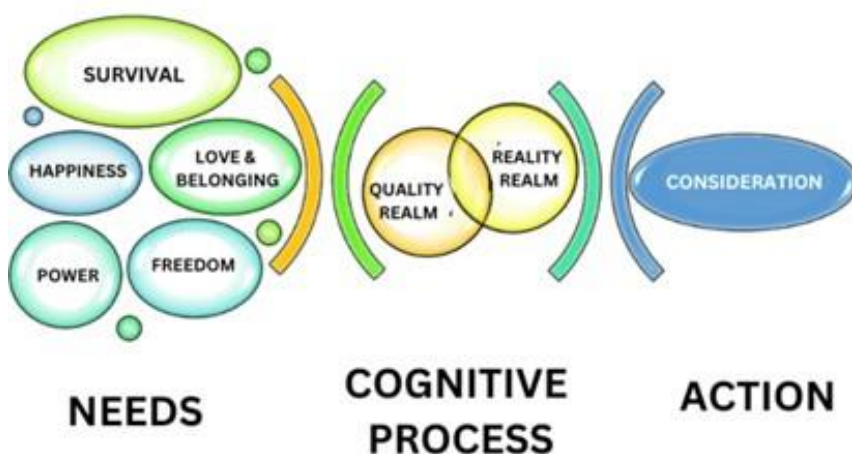 SURVIVAL
HAPPINESS
LOVE &
BELONGING
POWER
FREEDOM
QUALITY
REALM
REALITY
REALM
CONSIDERATION
NEEDS
COGNITIVE
PROCESS
ACTION